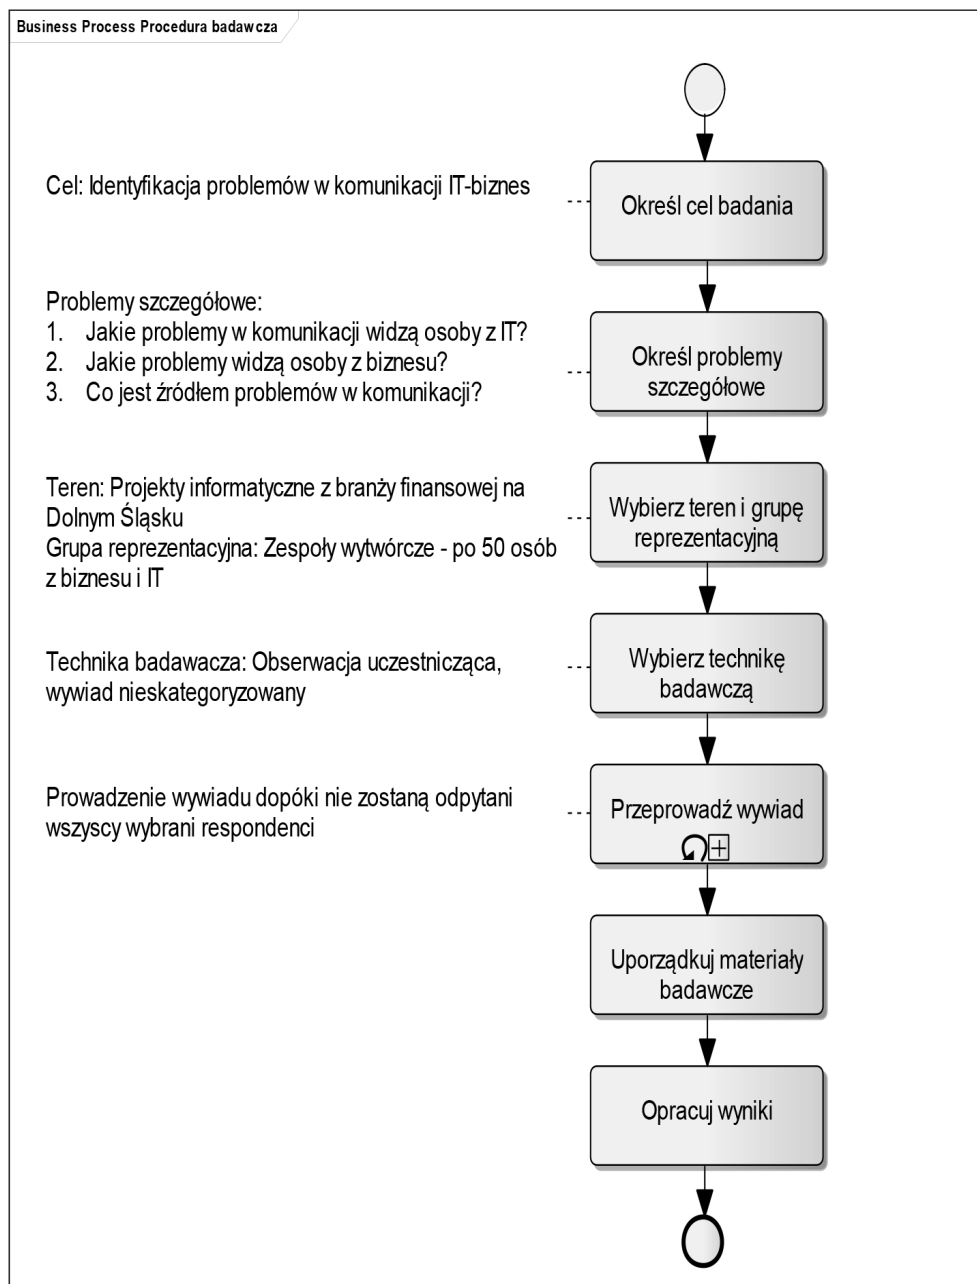 Business Process Procedura badawcza
Cel: Identyfikacja problemów w komunikacji IT-biznes
Określ cel badania
Problemy szczegółowe:
1. Jakie problemy w komunikacji widzą osoby z IT?
2. Jakie problemy widzą osoby z biznesu?
3. Co jest źródłem problemów w komunikacji?
Określ problemy
szczegółowe
Teren: Projekty informatyczne z branży finansowej na
Dolnym Śląsku
Grupa reprezentacyjna: Zespoły wytwórcze - po 50 osób
z biznesu i IT
Wybierz teren i grupę
reprezentacyjną
Technika badawacza: Obserwacja uczestnicząca,
wywiad nieskategoryzowany
Wybierz technikę
badawczą
Prowadzenie wywiadu dopóki nie zostaną odpytani
wszyscy wybrani respondenci
Przeprowadź wywiad
Uporządkuj materiały
badawcze
Opracuj wyniki